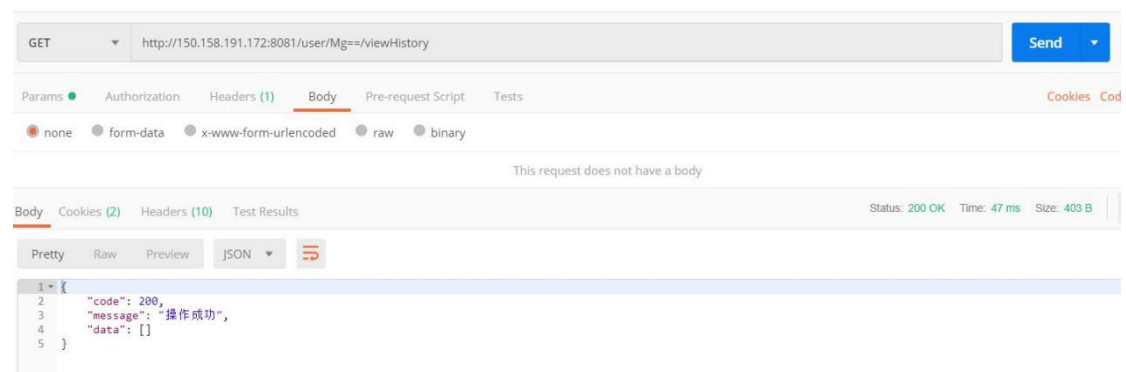 GET http://150.158.191.172:8081/user/Mg==/viewHistory Send
Params Authorization Headers (1) Body Pre-request Script Tests Cookies Cod
none form-data x-www-form-urlencoded raw binary
This request does not have a body
Body Cookies (2) Headers (10) Test Results Status: 200 OK Time: 47 ms Size: 403 B
Pretty Raw Preview JSON
1 {
2 "code": 200,
3 "message": "操作成功",
4 "data": []
5 }